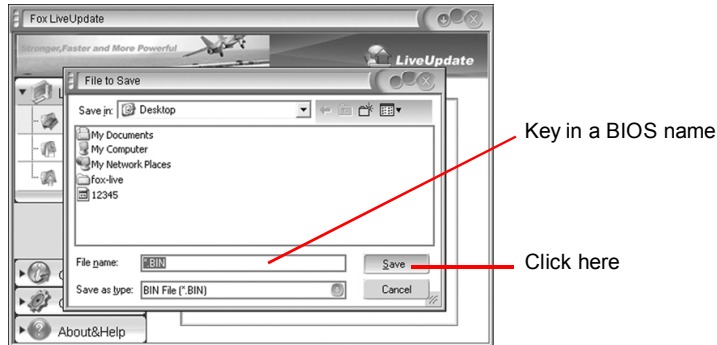 Fox LiveUpdate
Stronger,Faster and More Powerful
LiveUpdate
File to Save
Save in: Desktop
My Documents
My Computer
My Network Places
fox-live
12345
Key in a BIOS name
File name: *.BIN
Save
Click here
Save as type: BIN File (*.BIN)
Cancel
About&Help